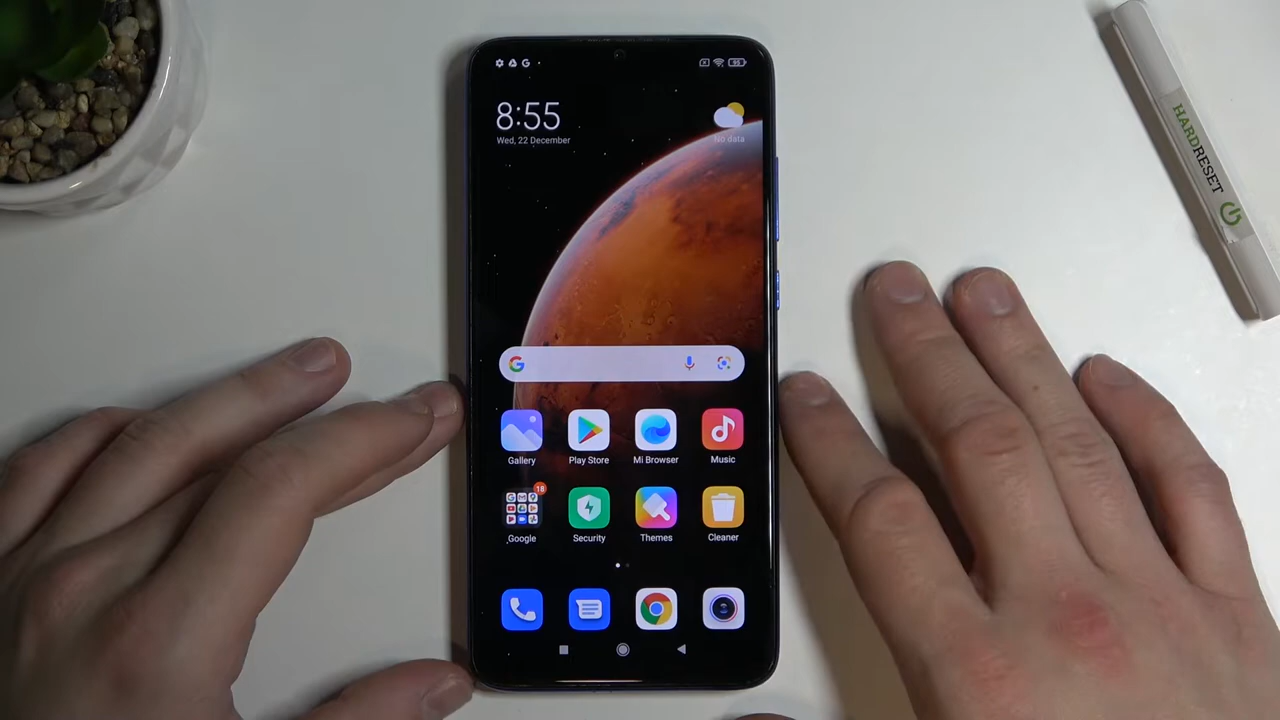 95
8:55
Wed, 22 December
No data
HARDRESET
Gallery
Play Store
Mi Browser
Music
18
Google
Security
Themes
Cleaner